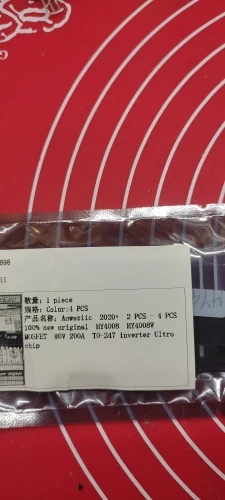 数量: 1 piece
规格: Color:4 PCS
产品名称: Anwezlic 2020+ 2 PCS - 4 PCS
100% new original HY4008 HY4008W
MOSFET 80V 200A TO-247 inverter Ultra
chip